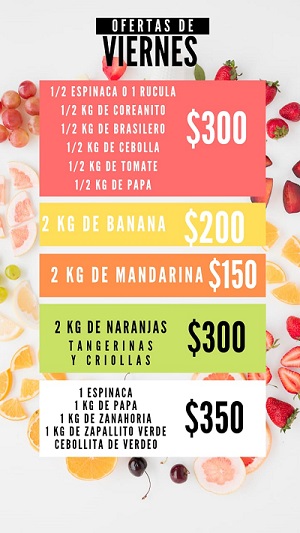 OFERTAS DE
VIERNES
1/2 ESPINACA O 1 RUCULA
1/2 KG DE COREANITO
1/2 KG DE BRASILERO
1/2 KG DE CEBOLLA
1/2 KG DE TOMATE
1/2 KG DE PAPA
$300
2 KG DE BANANA $200
2 KG DE MANDARINA $150
2 KG DE NARANJAS
TANGERINAS
Y CRIOLLAS
$300
1 ESPINACA
1 KG DE PAPA
1 KG DE ZANAHORIA
1 KG DE ZAPALLITO VERDE
CEBOLLITA DE VERDEO
$350